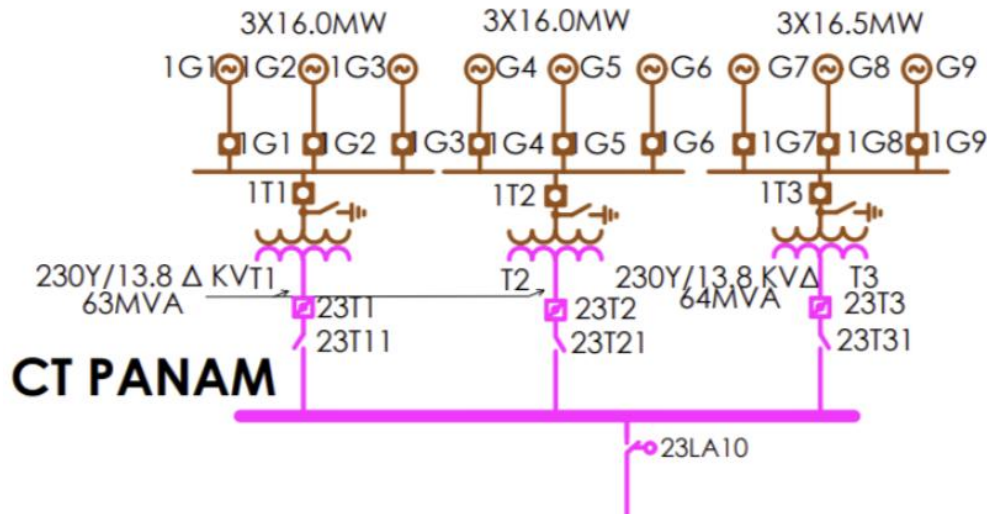 3X16.0MW 3X16.0MW 3X16.5MW
1G1 1G2 1G3 G4 G5 G6 G7 G8 G9
1G1 1G2 1G3 1G4 1G5 1G6 1G7 1G8 1G9
1T1 1T2 1T3
230Y/13.8 Δ KV T1 T2 230Y/13.8 KVΔ T3
63MVA 64MVA
23T1 23T2 23T3
23T11 23T21 23T31
CT PANAM
23LA10